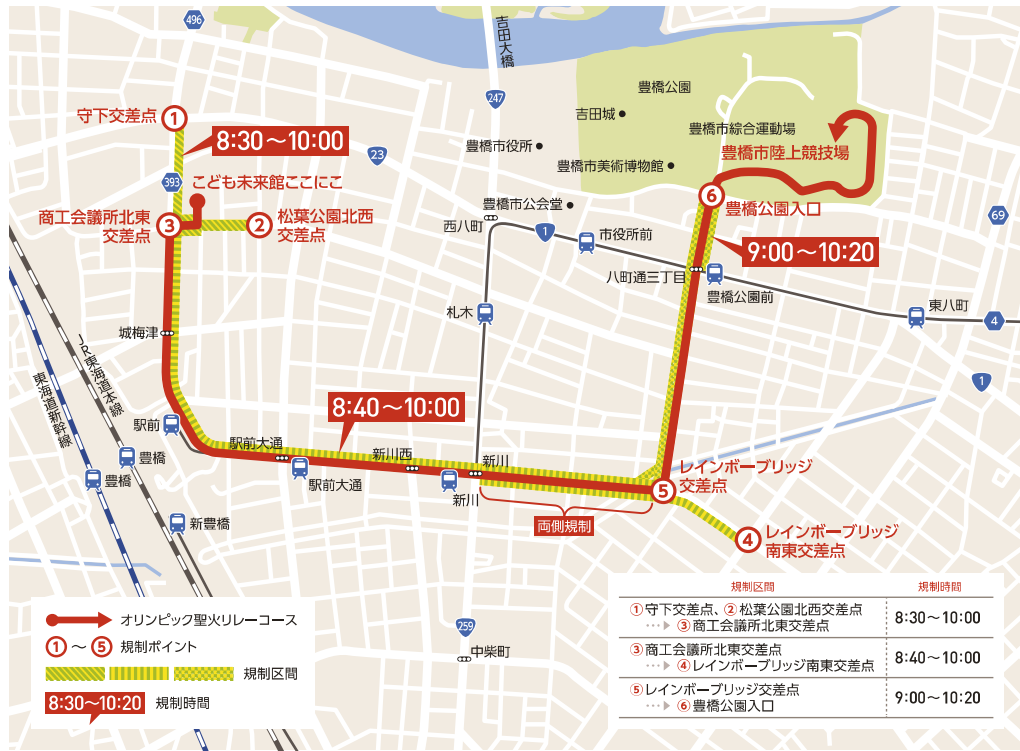 496
吉田大橋
247
豊橋公園
吉田城
守下交差点
1
8:30～10:00
23
豊橋市役所
豊橋市綜合運動場
豊橋市陸上競技場
豊橋市美術博物館
393
こども未来館ここにこ
豊橋市公会堂
6
豊橋公園入口
69
商工会議所北東
交差点
3
2
松葉公園北西
交差点
西八町
1
市役所前
9:00～10:20
八町通三丁目
豊橋公園前
東八町
4
札木
城梅津
JR東海道本線
東海道新幹線
1
8:40～10:00
駅前
駅前大通
新川西
新川
豊橋
豊橋
駅前大通
新川
レインボーブリッジ
交差点
5
両側規制
新豊橋
4
レインボーブリッジ
南東交差点
259
中柴町
オリンピック聖火リレーコース
1～5 規制ポイント
規制区間
8:30～10:20 規制時間
規制区間 規制時間
①守下交差点、②松葉公園北西交差点
③商工会議所北東交差点
8:30～10:00
③商工会議所北東交差点
④レインボーブリッジ南東交差点
8:40～10:00
⑤レインボーブリッジ交差点
⑥豊橋公園入口
9:00～10:20